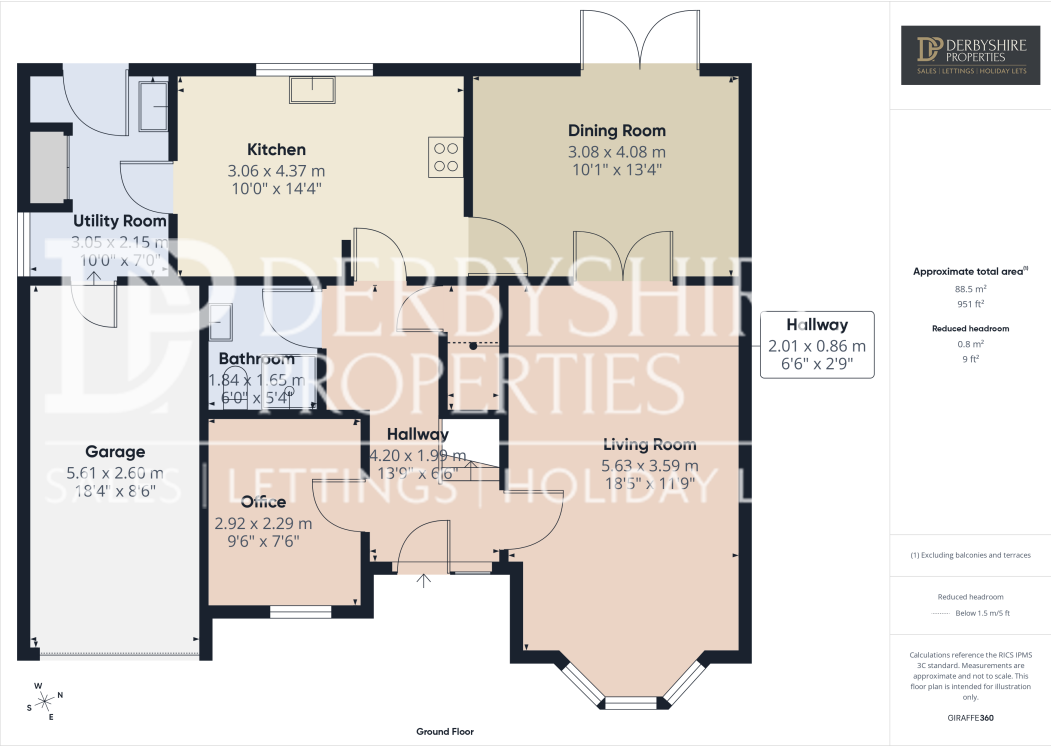 DERBYSHIRE
PROPERTIES
SALES | LETTINGS | HOLIDAY LETS
Kitchen
3.06 x 4.37 m
10'0" x 14'4"
Dining Room
3.08 x 4.08 m
10'1" x 13'4"
Utility Room
3.05 x 2.15 m
10'0" x 7'0"
DERBYSHIRE
PROPERTIES
SALES | LETTINGS | HOLIDAY L
Hallway
2.01 x 0.86 m
6'6" x 2'9"
Bathroom
1.84 x 1.65 m
6'0" x 5'4"
Garage
5.61 x 2.60 m
18'4" x 8'6"
Hallway
4.20 x 1.99 m
13'9" x 6'6"
Living Room
5.63 x 3.59 m
18'5" x 11'9"
Office
2.92 x 2.29 m
9'6" x 7'6"
W
N
S
E
Ground Floor
Approximate total area(1)
88.5 m²
951 ft²
Reduced headroom
0.8 m²
9 ft²
(1) Excluding balconies and terraces
Reduced headroom
Below 1.5 m/5 ft
Calculations reference the RICS IPMS
3C standard. Measurements are
approximate and not to scale. This
floor plan is intended for illustration
only.
GIRAFFE360